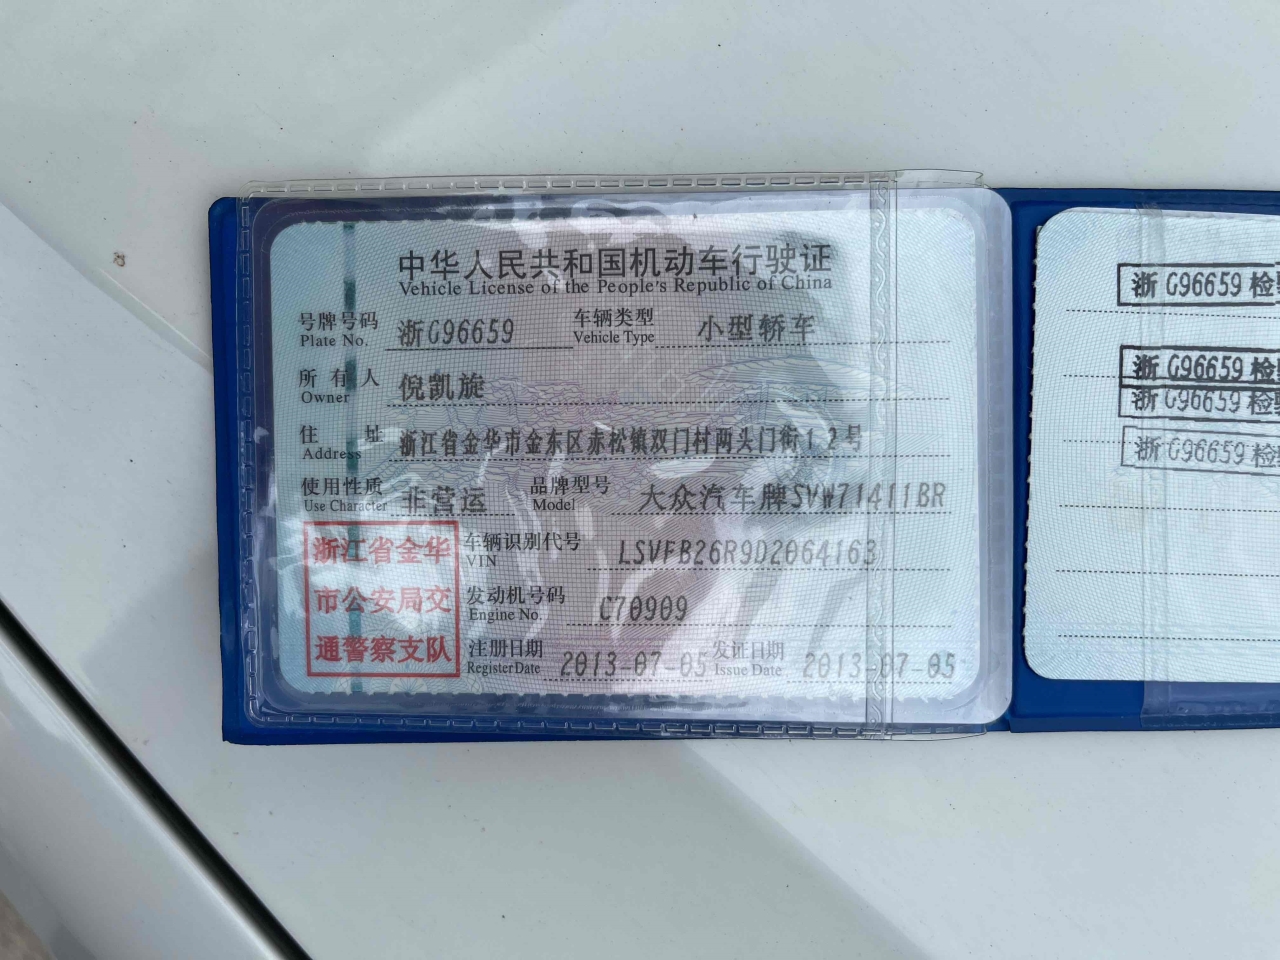 中华人民共和国机动车行驶证
Vehicle License of the People's Republic of China
号牌号码 浙G96659 车辆类型 小型轿车
Plate No. Vehicle Type
所有人 倪凯旋
Owner
住址 浙江省金华市金东区赤松镇双门村两头门街12号
Address
使用性质 非营运 品牌型号 大众汽车牌SVW71411BR
Use Character Model
浙江省金华
市公安局交
通警察支队
车辆识别代号 LSVFB26R9D2064163
VIN
发动机号码 C70909
Engine No.
注册日期 2013-07-05 发证日期 2013-07-05
Register Date Issue Date
浙G96659检
浙G96659检
浙G96659检
浙G96659检